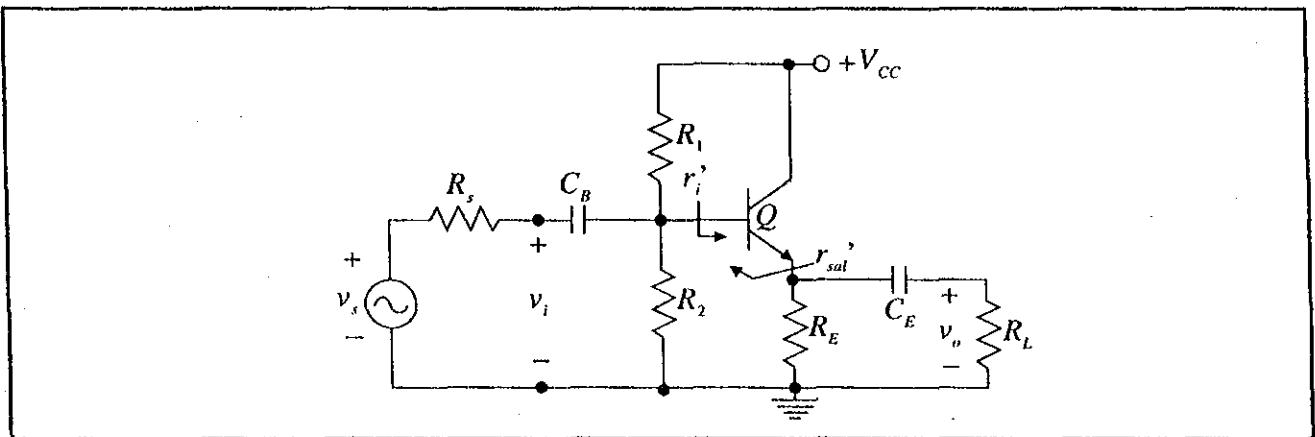 +V_CC
R_1
r_i'
R_s
C_B
Q
r_sal'
+
v_s
−
+
v_i
−
R_2
R_E
C_E
+
v_o
−
R_L